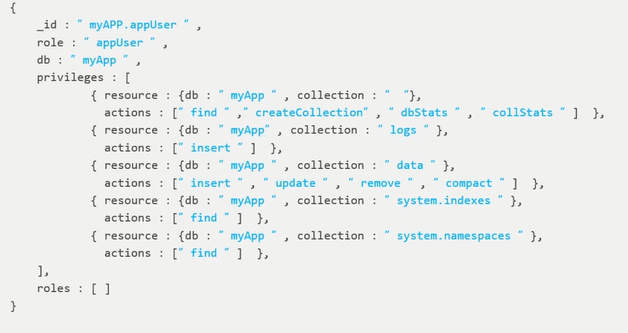 {
_id : " myAPP.appUser " ,
role : " appUser " ,
db : " myApp " ,
privileges : [
{ resource : {db : " myApp " , collection : "  "},
actions : [" find " ," createCollection" , " dbStats " , " collStats " ]  },
{ resource : {db : " myApp" , collection : " logs " },
actions : [" insert " ]  },
{ resource : {db : " myApp " , collection : " data " },
actions : [" insert " , " update " , " remove " , " compact " ]  },
{ resource : {db : " myApp " , collection : " system.indexes " },
actions : [" find " ]  },
{ resource : {db : " myApp " , collection : " system.namespaces " },
actions : [" find " ]  },
],
roles : [ ]
}